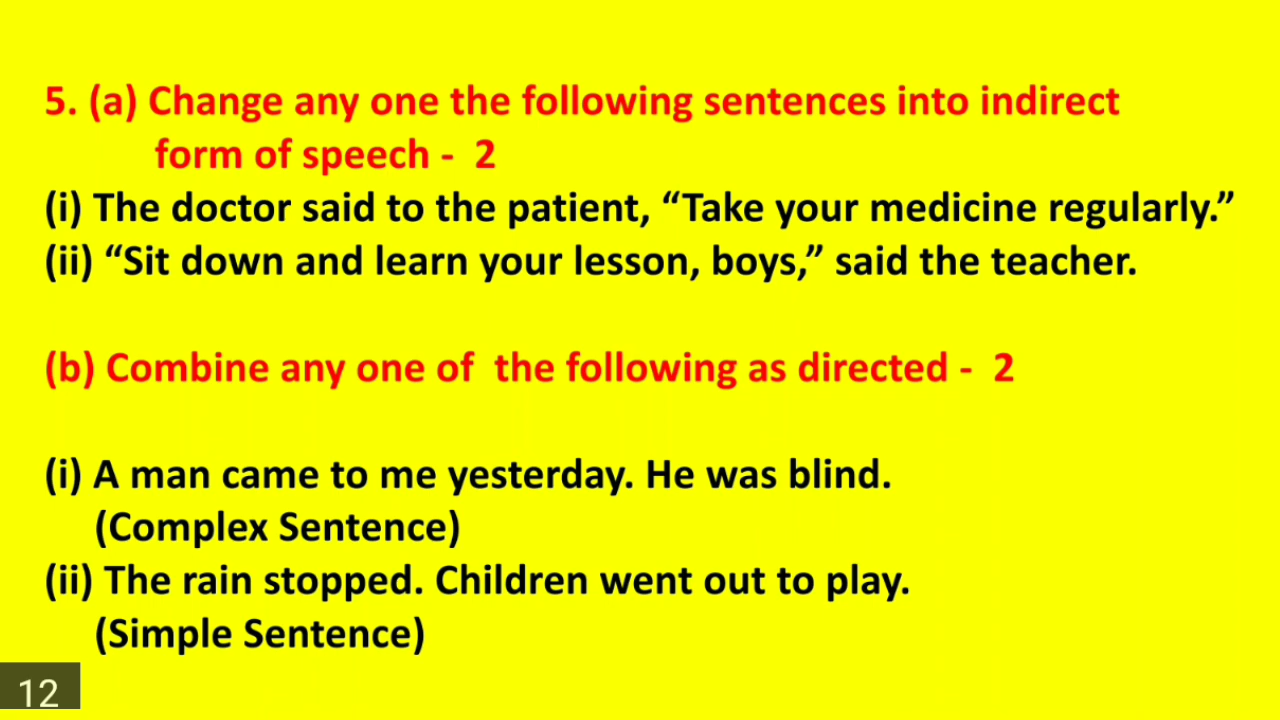 5. (a) Change any one the following sentences into indirect
form of speech - 2
(i) The doctor said to the patient, “Take your medicine regularly.”
(ii) “Sit down and learn your lesson, boys,” said the teacher.
(b) Combine any one of the following as directed - 2
(i) A man came to me yesterday. He was blind.
(Complex Sentence)
(ii) The rain stopped. Children went out to play.
(Simple Sentence)
12